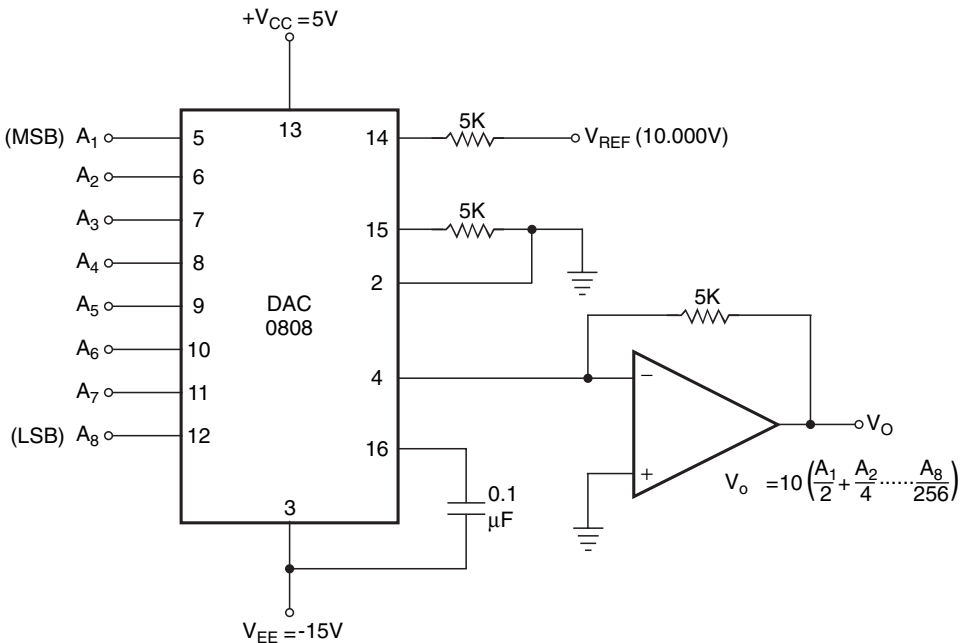 +VCC = 5V
13
(MSB) A1 5
A2 6
A3 7
A4 8
A5 9
A6 10
A7 11
(LSB) A8 12
DAC
0808
14 5K VREF (10.000V)
15 5K
2
4
5K
−
+
VO
Vo = 10 (A1/2 + A2/4 ...... A8/256)
16
0.1
μF
3
VEE = -15V